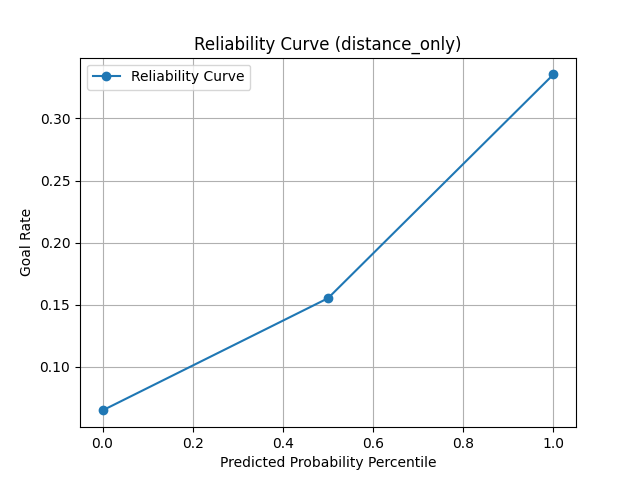 Reliability Curve (distance_only)
Reliability Curve
0.30
0.25
0.20
0.15
0.10
Goal Rate
0.0 0.2 0.4 0.6 0.8 1.0
Predicted Probability Percentile